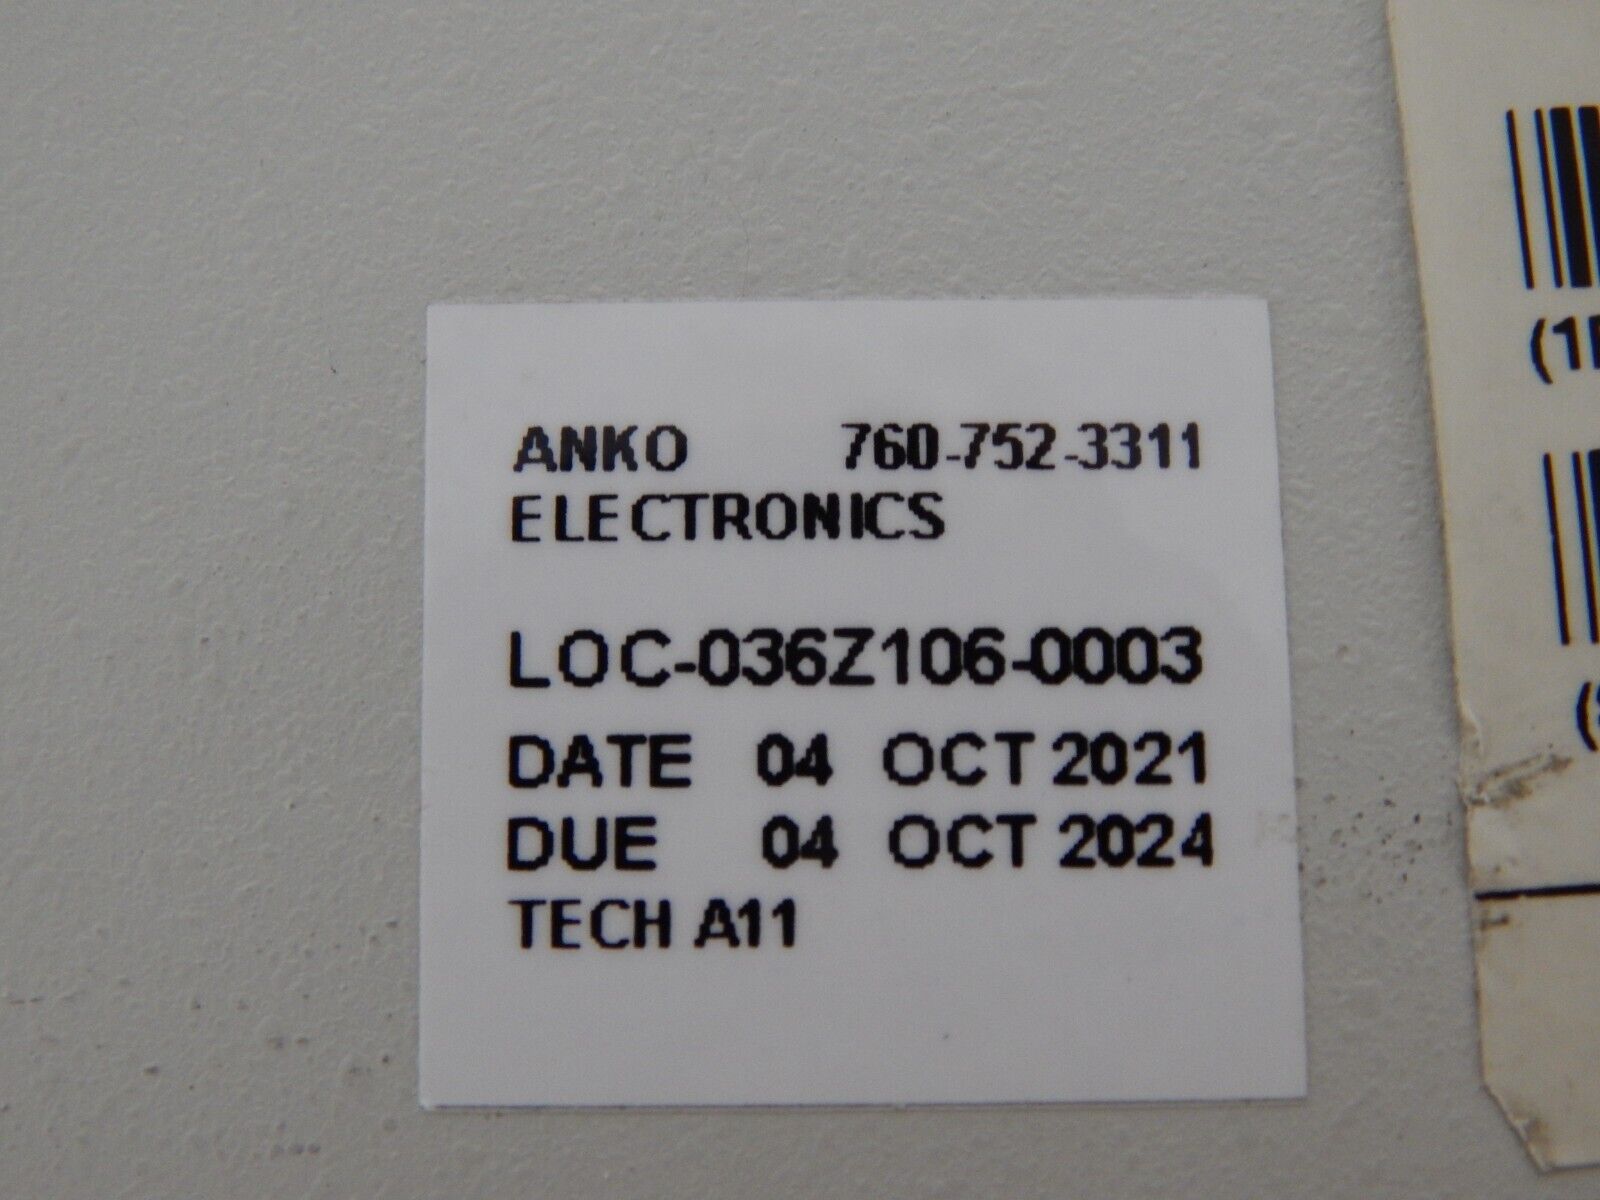 ANKO 760-752-3311
ELECTRONICS
LOC-036Z106-0003
DATE 04 OCT 2021
DUE 04 OCT 2024
TECH A11